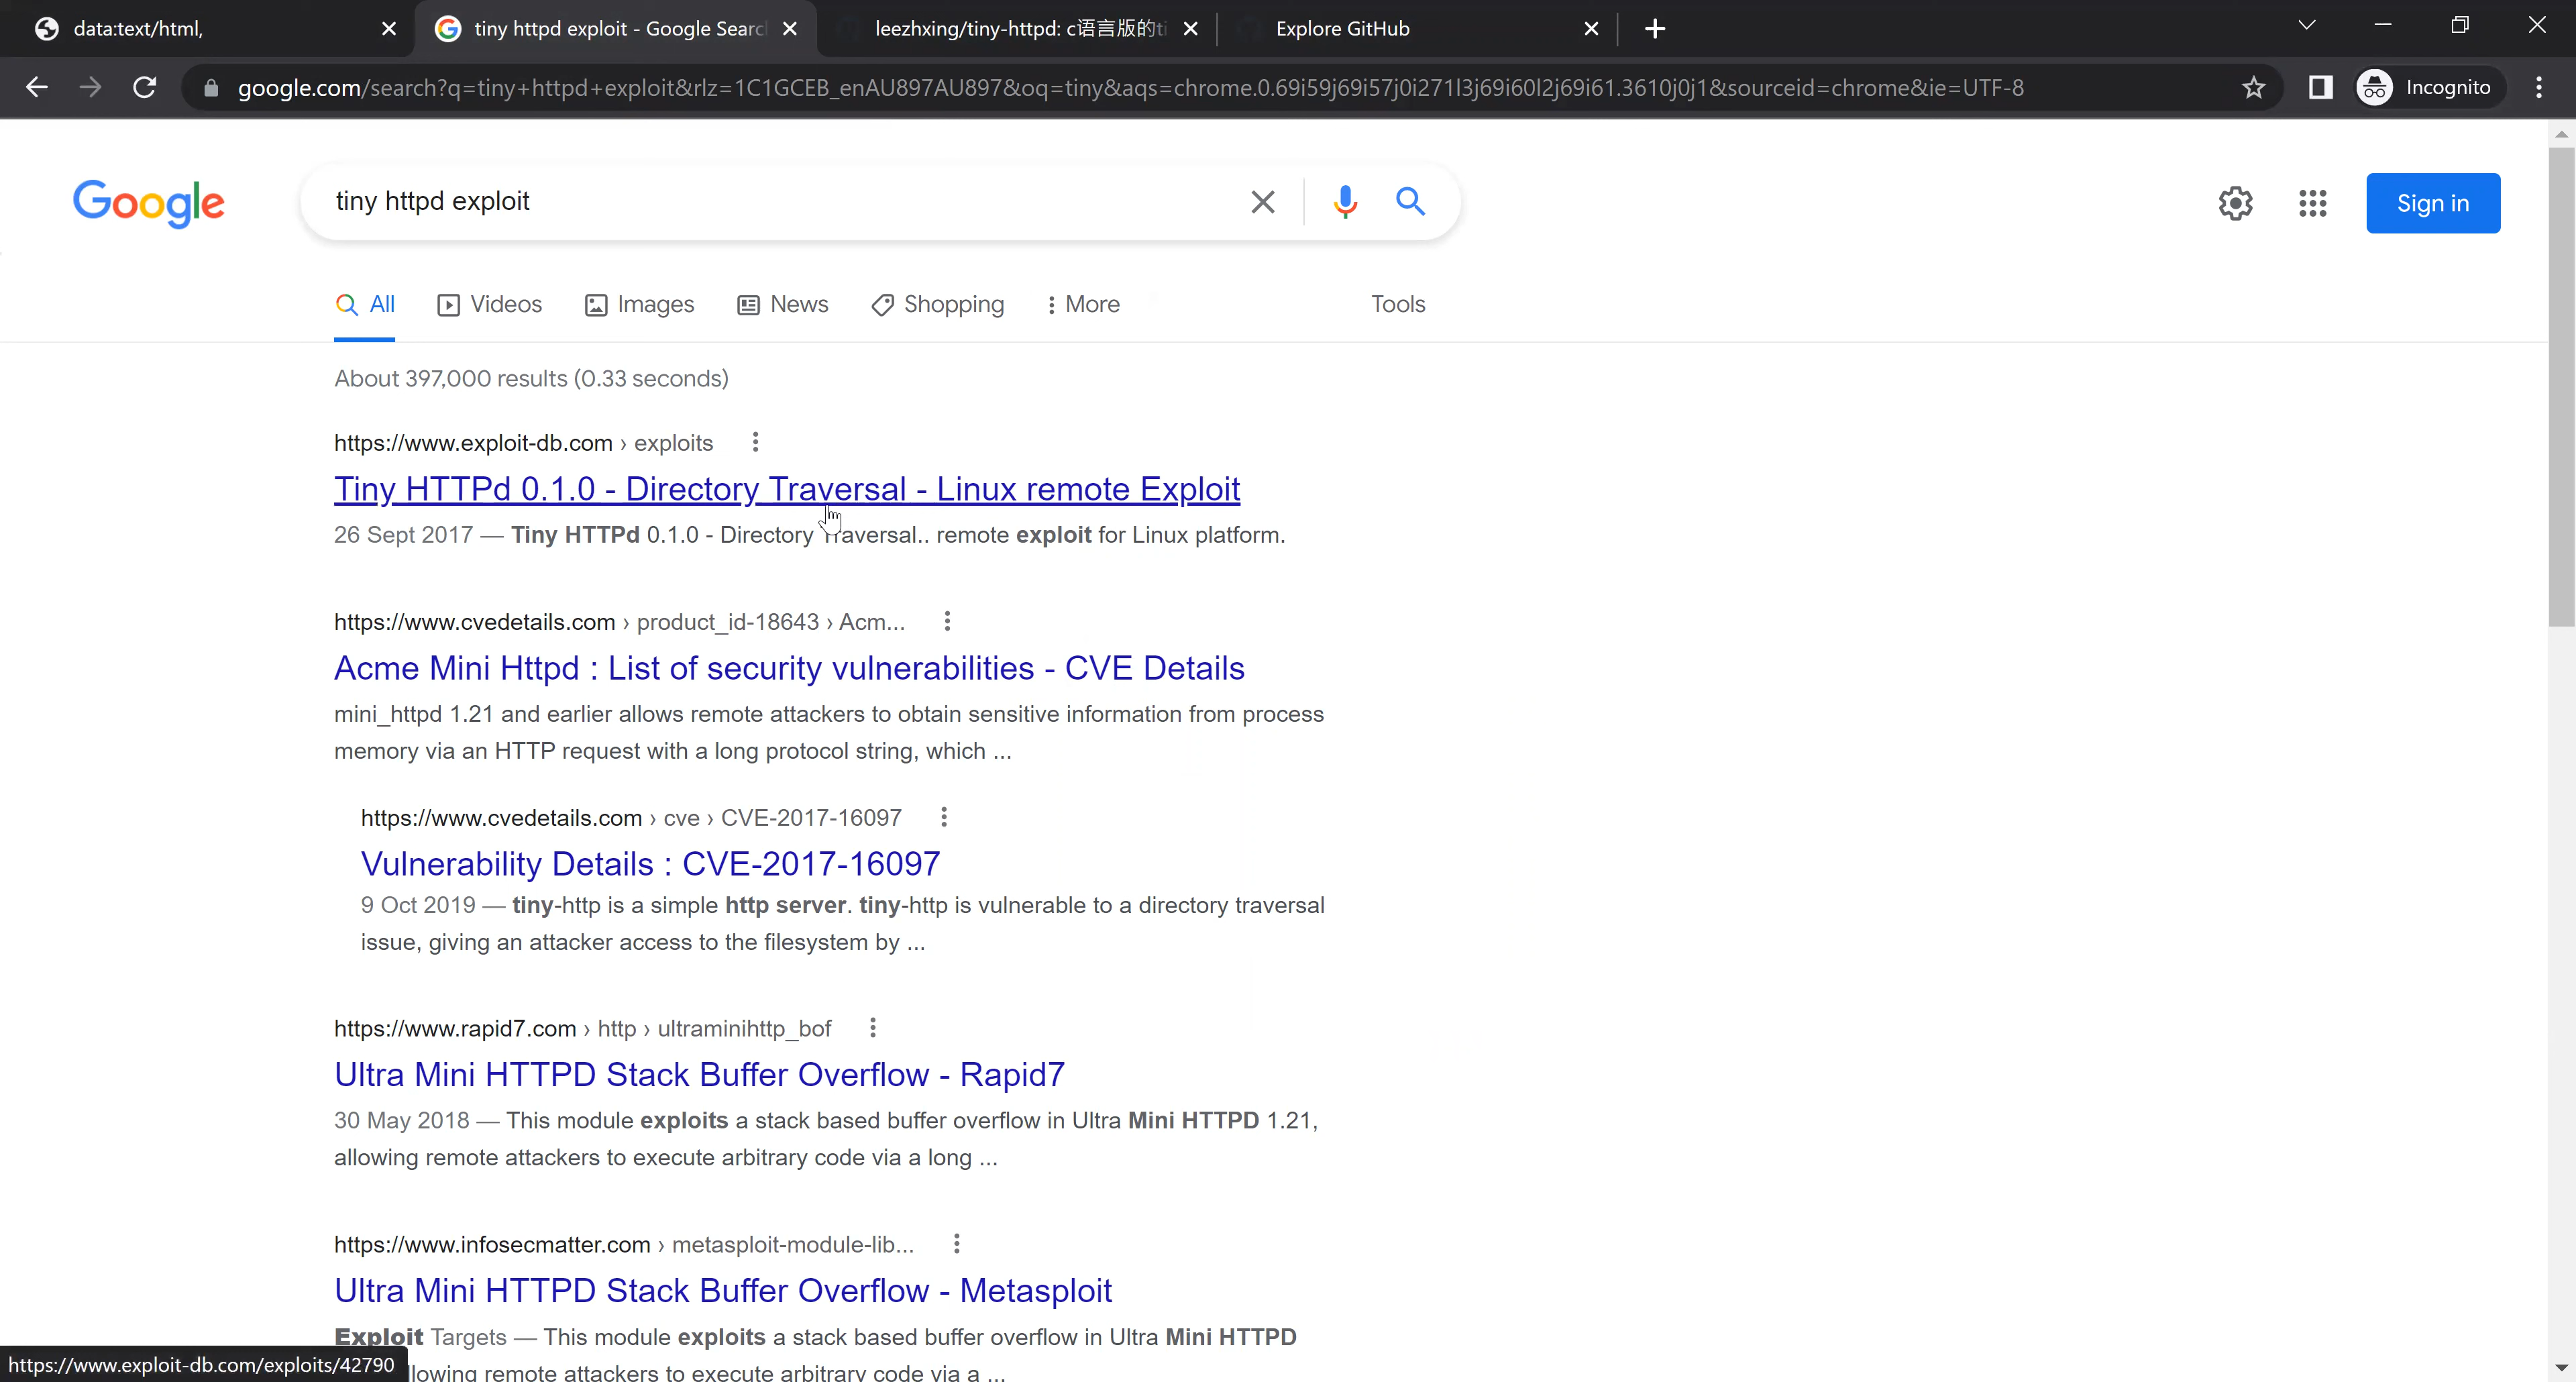 data:text/html,
tiny httpd exploit - Google Searc
leezhxing/tiny-httpd: c语言版的ti
Explore GitHub
google.com/search?q=tiny+httpd+exploit&rlz=1C1GCEB_enAU897AU897&oq=tiny&aqs=chrome.0.69i59j69i57j0i271l3j69i60l2j69i61.3610j0j1&sourceid=chrome&ie=UTF-8
Incognito
Google
tiny httpd exploit
Sign in
All
Videos
Images
News
Shopping
More
Tools
About 397,000 results (0.33 seconds)
https://www.exploit-db.com › exploits
Tiny HTTPd 0.1.0 - Directory Traversal - Linux remote Exploit
26 Sept 2017 — Tiny HTTPd 0.1.0 - Directory Traversal.. remote exploit for Linux platform.
https://www.cvedetails.com › product_id-18643 › Acm...
Acme Mini Httpd : List of security vulnerabilities - CVE Details
mini_httpd 1.21 and earlier allows remote attackers to obtain sensitive information from process
memory via an HTTP request with a long protocol string, which ...
https://www.cvedetails.com › cve › CVE-2017-16097
Vulnerability Details : CVE-2017-16097
9 Oct 2019 — tiny-http is a simple http server. tiny-http is vulnerable to a directory traversal
issue, giving an attacker access to the filesystem by ...
https://www.rapid7.com › http › ultraminihttp_bof
Ultra Mini HTTPD Stack Buffer Overflow - Rapid7
30 May 2018 — This module exploits a stack based buffer overflow in Ultra Mini HTTPD 1.21,
allowing remote attackers to execute arbitrary code via a long ...
https://www.infosecmatter.com › metasploit-module-lib...
Ultra Mini HTTPD Stack Buffer Overflow - Metasploit
Exploit Targets — This module exploits a stack based buffer overflow in Ultra Mini HTTPD
lowing remote attackers to execute arbitrary code via a ...
https://www.exploit-db.com/exploits/42790